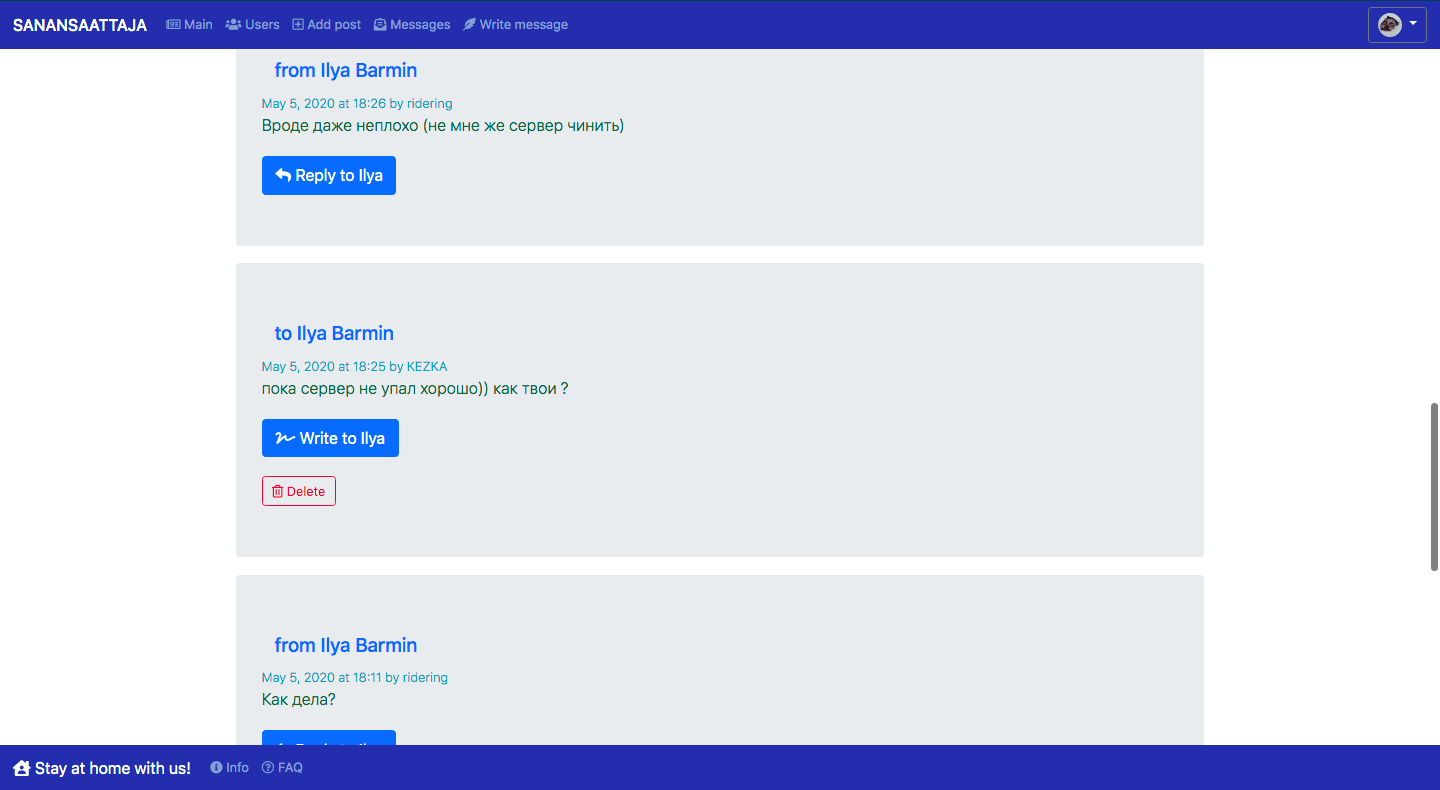 SANANSAATTAJA Main Users Add post Messages Write message
from Ilya Barmin
May 5, 2020 at 18:26 by ridering
Вроде даже неплохо (не мне же сервер чинить)
Reply to Ilya
to Ilya Barmin
May 5, 2020 at 18:25 by KEZKA
пока сервер не упал хорошо)) как твои ?
Write to Ilya
Delete
from Ilya Barmin
May 5, 2020 at 18:11 by ridering
Как дела?
Stay at home with us! Info FAQ